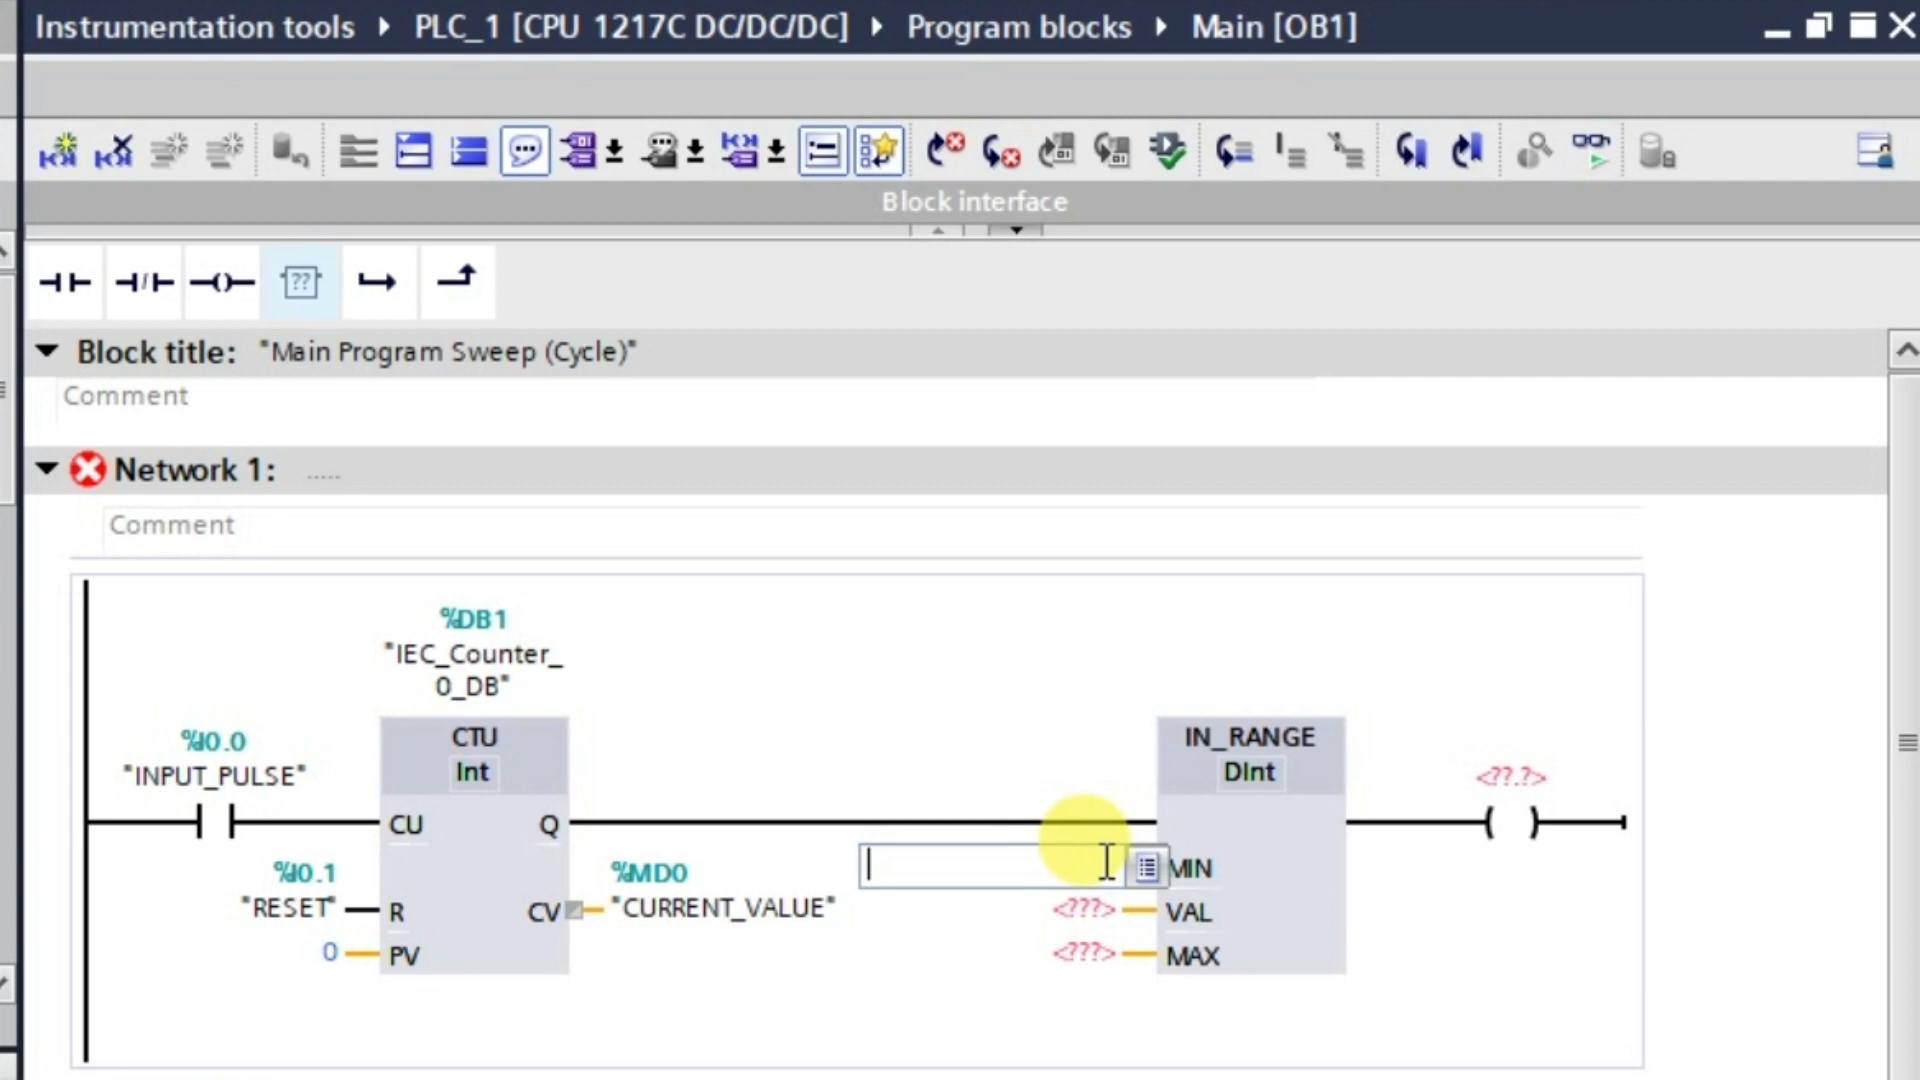 Instrumentation tools ▸ PLC_1 [CPU 1217C DC/DC/DC] ▸ Program blocks ▸ Main [OB1]
Block interface
??
Block title: "Main Program Sweep (Cycle)"
Comment
Network 1: .....
Comment
%DB1
"IEC_Counter_
0_DB"
CTU
Int
IN_RANGE
DInt
%I0.0
"INPUT_PULSE"
<??.?>
CU
Q
%I0.1
"RESET"
R
%MD0
CV
"CURRENT_VALUE"
MIN
<???>
VAL
0
PV
<???>
MAX